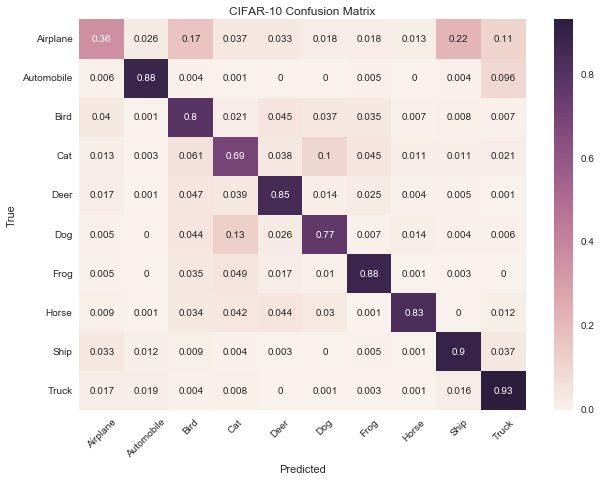 CIFAR-10 Confusion Matrix
Airplane 0.36 0.026 0.17 0.037 0.033 0.018 0.018 0.013 0.22 0.11
Automobile 0.006 0.88 0.004 0.001 0 0 0.005 0 0.004 0.096
Bird 0.04 0.001 0.8 0.021 0.045 0.037 0.035 0.007 0.008 0.007
Cat 0.013 0.003 0.061 0.69 0.038 0.1 0.045 0.011 0.011 0.021
Deer 0.017 0.001 0.047 0.039 0.85 0.014 0.025 0.004 0.005 0.001
Dog 0.005 0 0.044 0.13 0.026 0.77 0.007 0.014 0.004 0.006
Frog 0.005 0 0.035 0.049 0.017 0.01 0.88 0.001 0.003 0
Horse 0.009 0.001 0.034 0.042 0.044 0.03 0.001 0.83 0 0.012
Ship 0.033 0.012 0.009 0.004 0.003 0 0.005 0.001 0.9 0.037
Truck 0.017 0.019 0.004 0.008 0 0.001 0.003 0.001 0.016 0.93
Airplane Automobile Bird Cat Deer Dog Frog Horse Ship Truck
Predicted
True
0.8
0.6
0.4
0.2
0.0